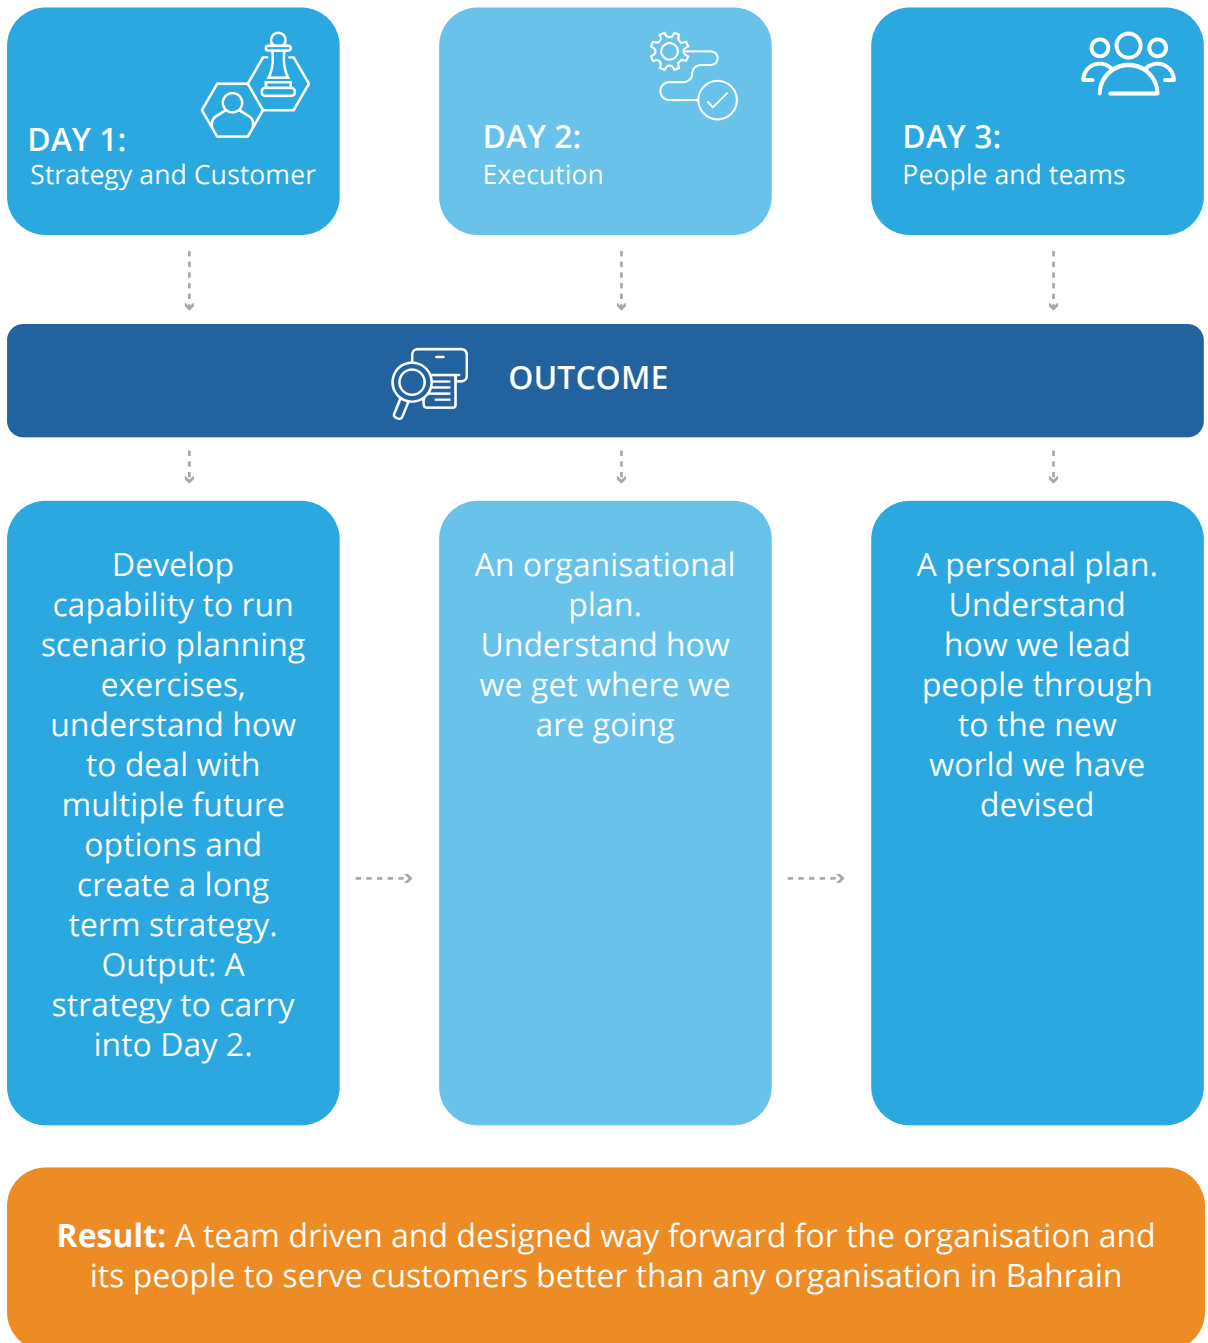 DAY 1:
Strategy and Customer
DAY 2:
Execution
DAY 3:
People and teams
OUTCOME
Develop
capability to run
scenario planning
exercises,
understand how
to deal with
multiple future
options and
create a long
term strategy.
Output: A
strategy to carry
into Day 2.
An organisational
plan.
Understand how
we get where we
are going
A personal plan.
Understand
how we lead
people through
to the new
world we have
devised
Result: A team driven and designed way forward for the organisation and
its people to serve customers better than any organisation in Bahrain